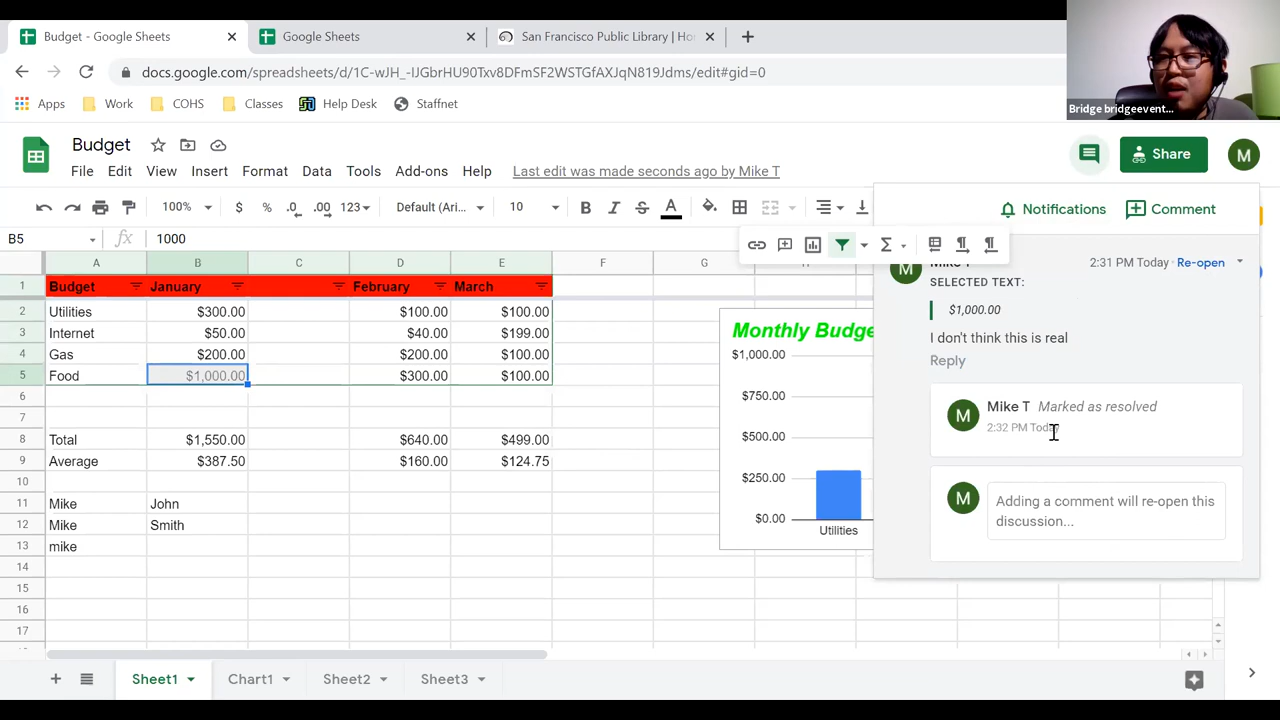 Budget - Google Sheets
Google Sheets
San Francisco Public Library | Ho
docs.google.com/spreadsheets/d/1C-wJH_-IJGbrHU90Tlv8DFmSF2WSTGfAXJqN819Jdms/edit#gid=0
Bridge bridgeevent...
Apps
Work
COHS
Classes
Help Desk
Staffnet
Budget
Share
M
File Edit View Insert Format Data Tools Add-ons Help Last edit was made seconds ago by Mike T
100% $ % .0 .00 123 Default (Ari... 10 B I S A
Notifications
Comment
B5 fx 1000
A B C D E F G
1 Budget January February March
2 Utilities $300.00 $100.00 $100.00
3 Internet $50.00 $40.00 $199.00
4 Gas $200.00 $200.00 $100.00
5 Food $1,000.00 $300.00 $100.00
6
7
8 Total $1,550.00 $640.00 $499.00
9 Average $387.50 $160.00 $124.75
10
11 Mike John
12 Mike Smith
13 mike
14
15
16
17
Monthly Budge
$1,000.00
$750.00
$500.00
$250.00
$0.00
Utilities
M
2:31 PM Today
Re-open
SELECTED TEXT:
$1,000.00
I don't think this is real
Reply
M
Mike T Marked as resolved
2:32 PM Today
M
Adding a comment will re-open this
discussion...
Sheet1
Chart1
Sheet2
Sheet3